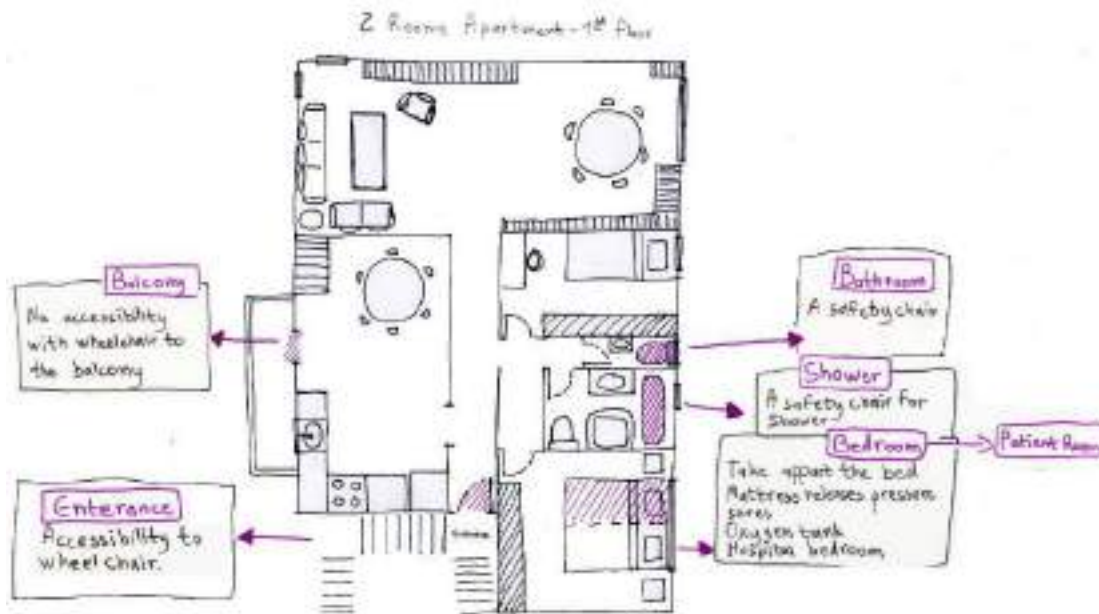 2 Rooms Apartment - 1st floor
Balcony
No accessibility
with wheelchair to
the balcony
Enterance
Accessibility to
wheel chair.
Bathroom
A safety chair
Shower
A safety chair for
Shower
Bedroom
Patient Room
Take appart the bed
Mattress releases pressure
sores
Oxygen tank
Hospital bedroom